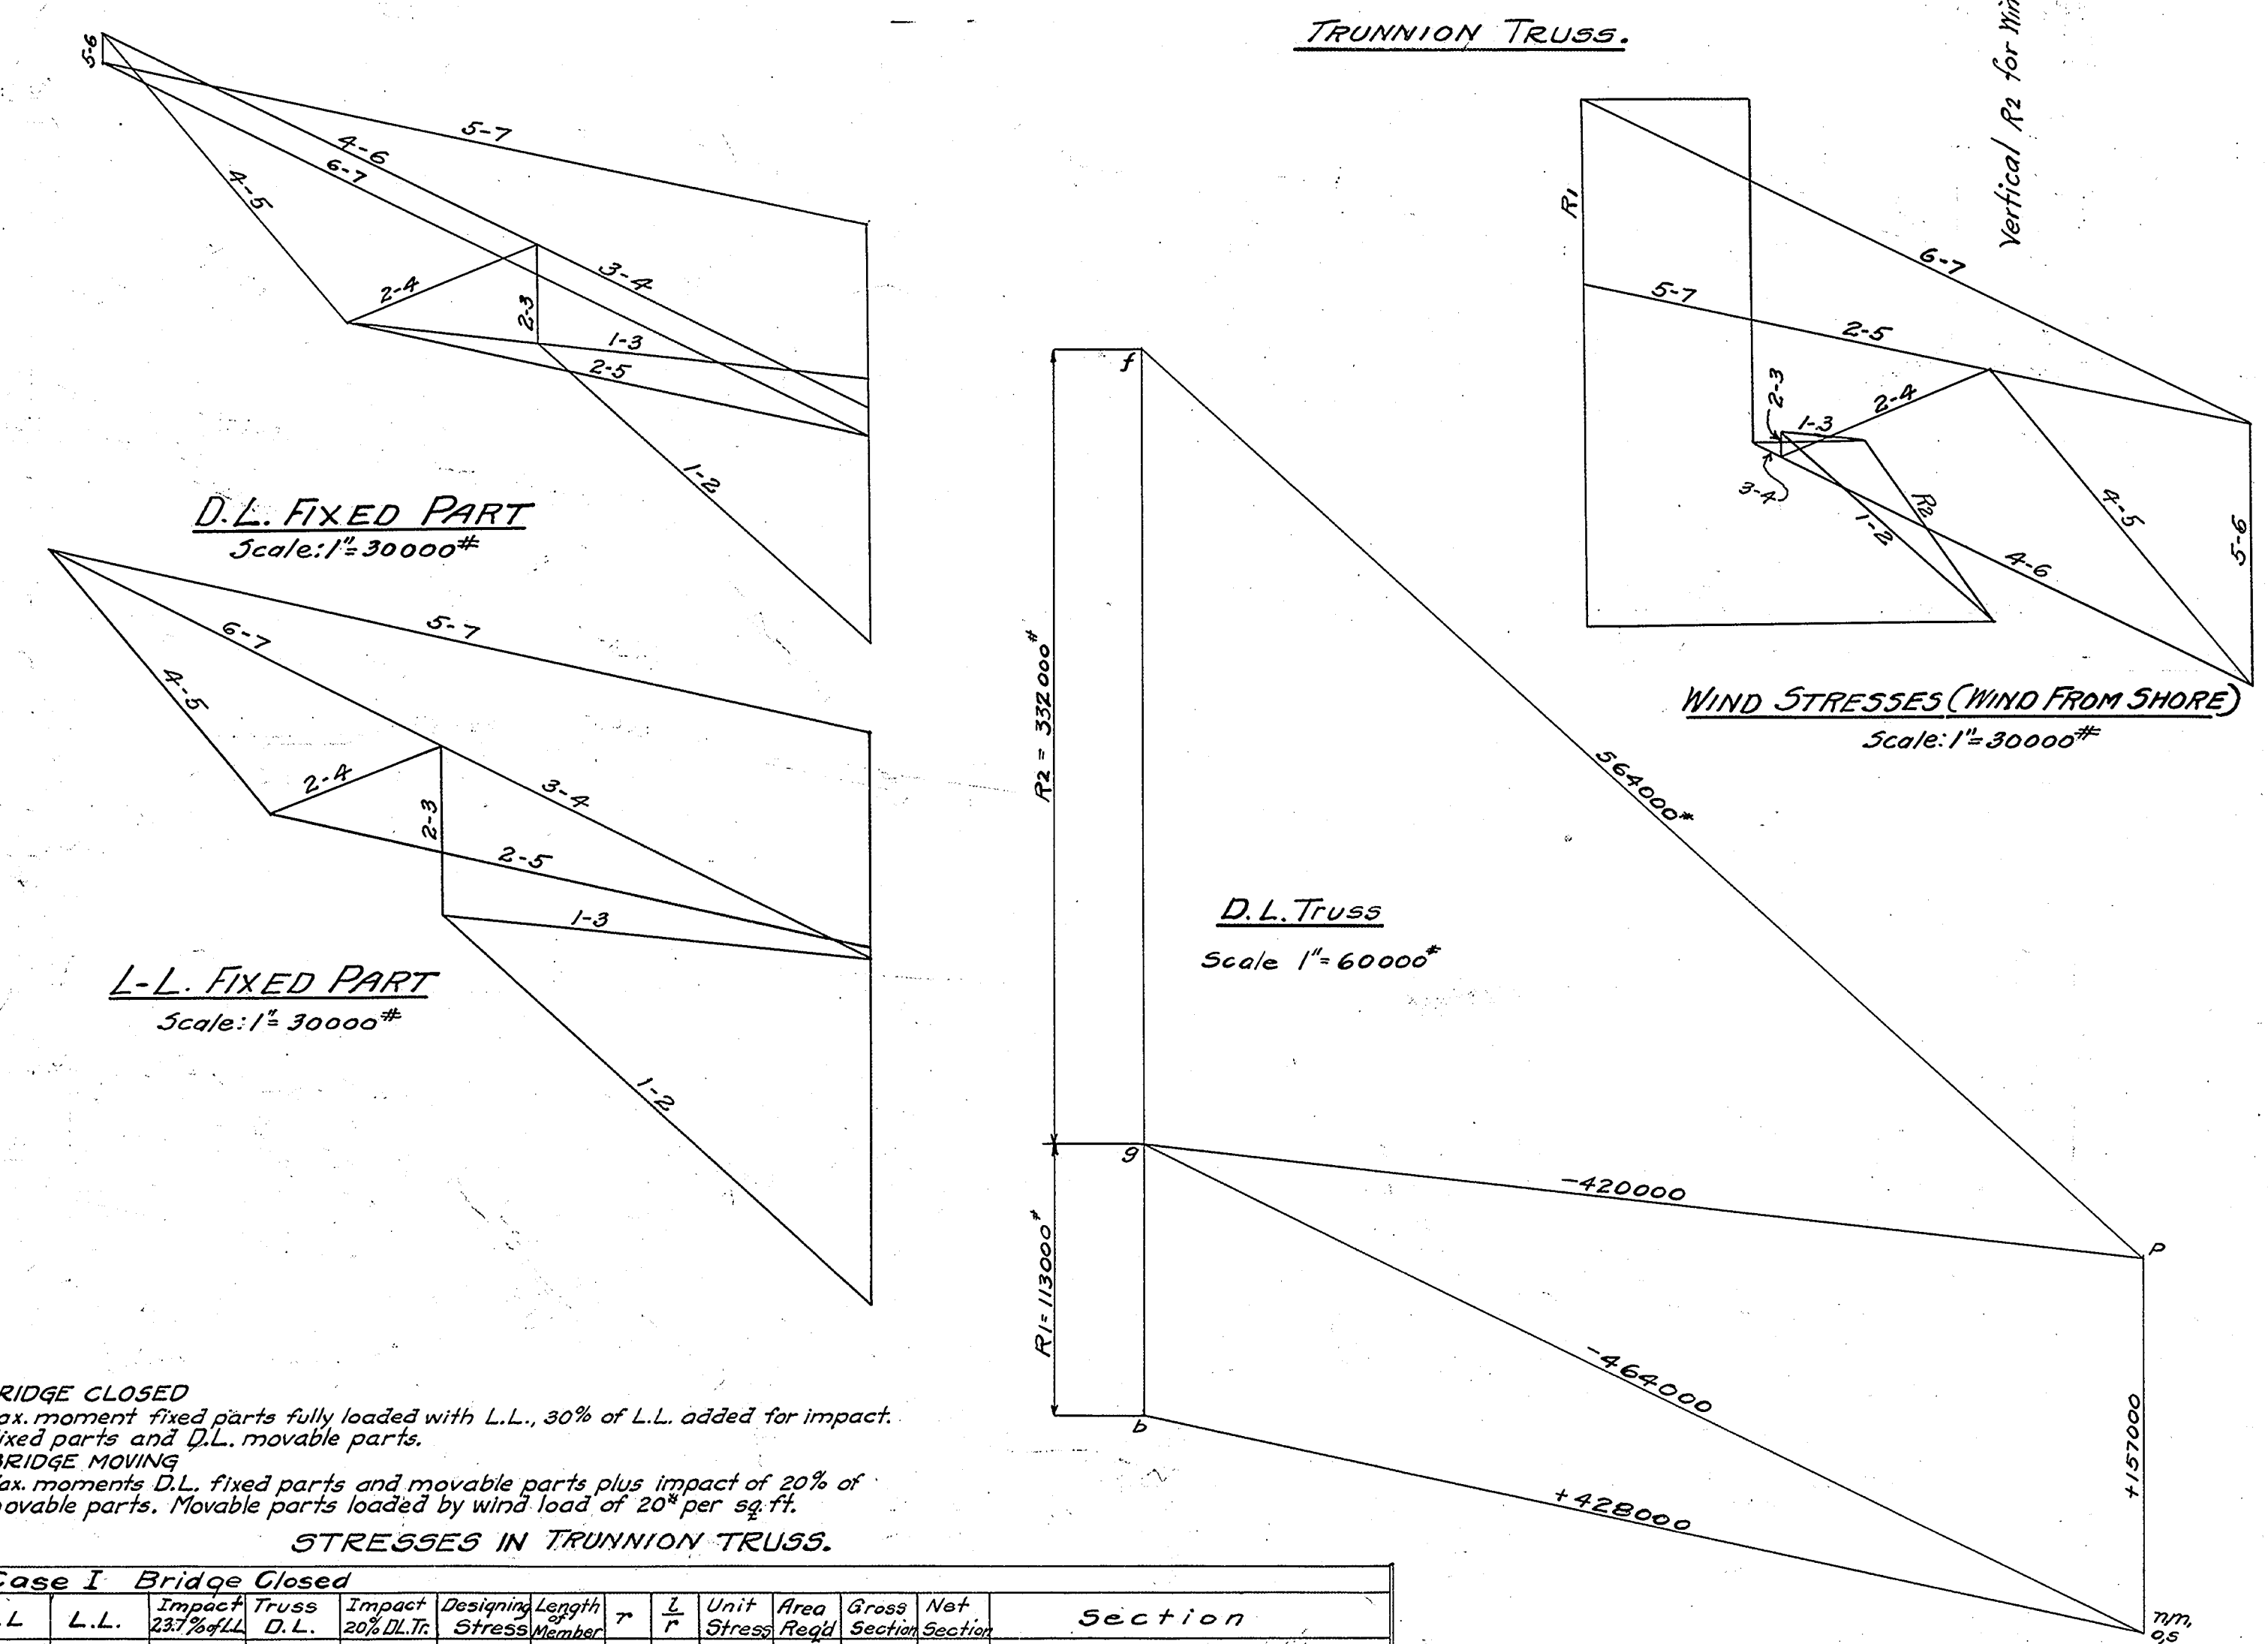 TRUNNION TRUSS.
Vertical R2 for Win
5-6
5-7
4-6
6-7
4-5
2-4
3-4
2-3
1-3
2-5
1-2
D.L. FIXED PART
Scale: 1"=30000#
R1
6-7
5-7
2-5
2-3
2-4
1-3
3-4
R2
1-2
4-5
4-6
5-6
WIND STRESSES (WIND FROM SHORE)
Scale: 1"=30000#
5-7
6-7
4-5
2-4
3-4
2-3
2-5
1-3
1-2
L-L. FIXED PART
Scale: 1"=30000#
f
R2 = 332000#
564000#
D.L. Truss
Scale 1"=60000#
g
-420000
P
R1 = 113000#
-464000
b
+428000
+157000
nm,
o,s
RIDGE CLOSED
ax. moment fixed parts fully loaded with L.L., 30% of L.L. added for impact.
ixed parts and D.L. movable parts.
BRIDGE MOVING
ax. moments D.L. fixed parts and movable parts plus impact of 20% of
ovable parts. Movable parts loaded by wind load of 20# per sq. ft.
STRESSES IN TRUNNION TRUSS.
Case I Bridge Closed
.L
L.L.
Impact 23.7% of LL
Truss D.L.
Impact 20% DL.Tr.
Designing Stress
Length of Member
r
l/r
Unit Stress
Area Req'd
Gross Section
Net Section
Section